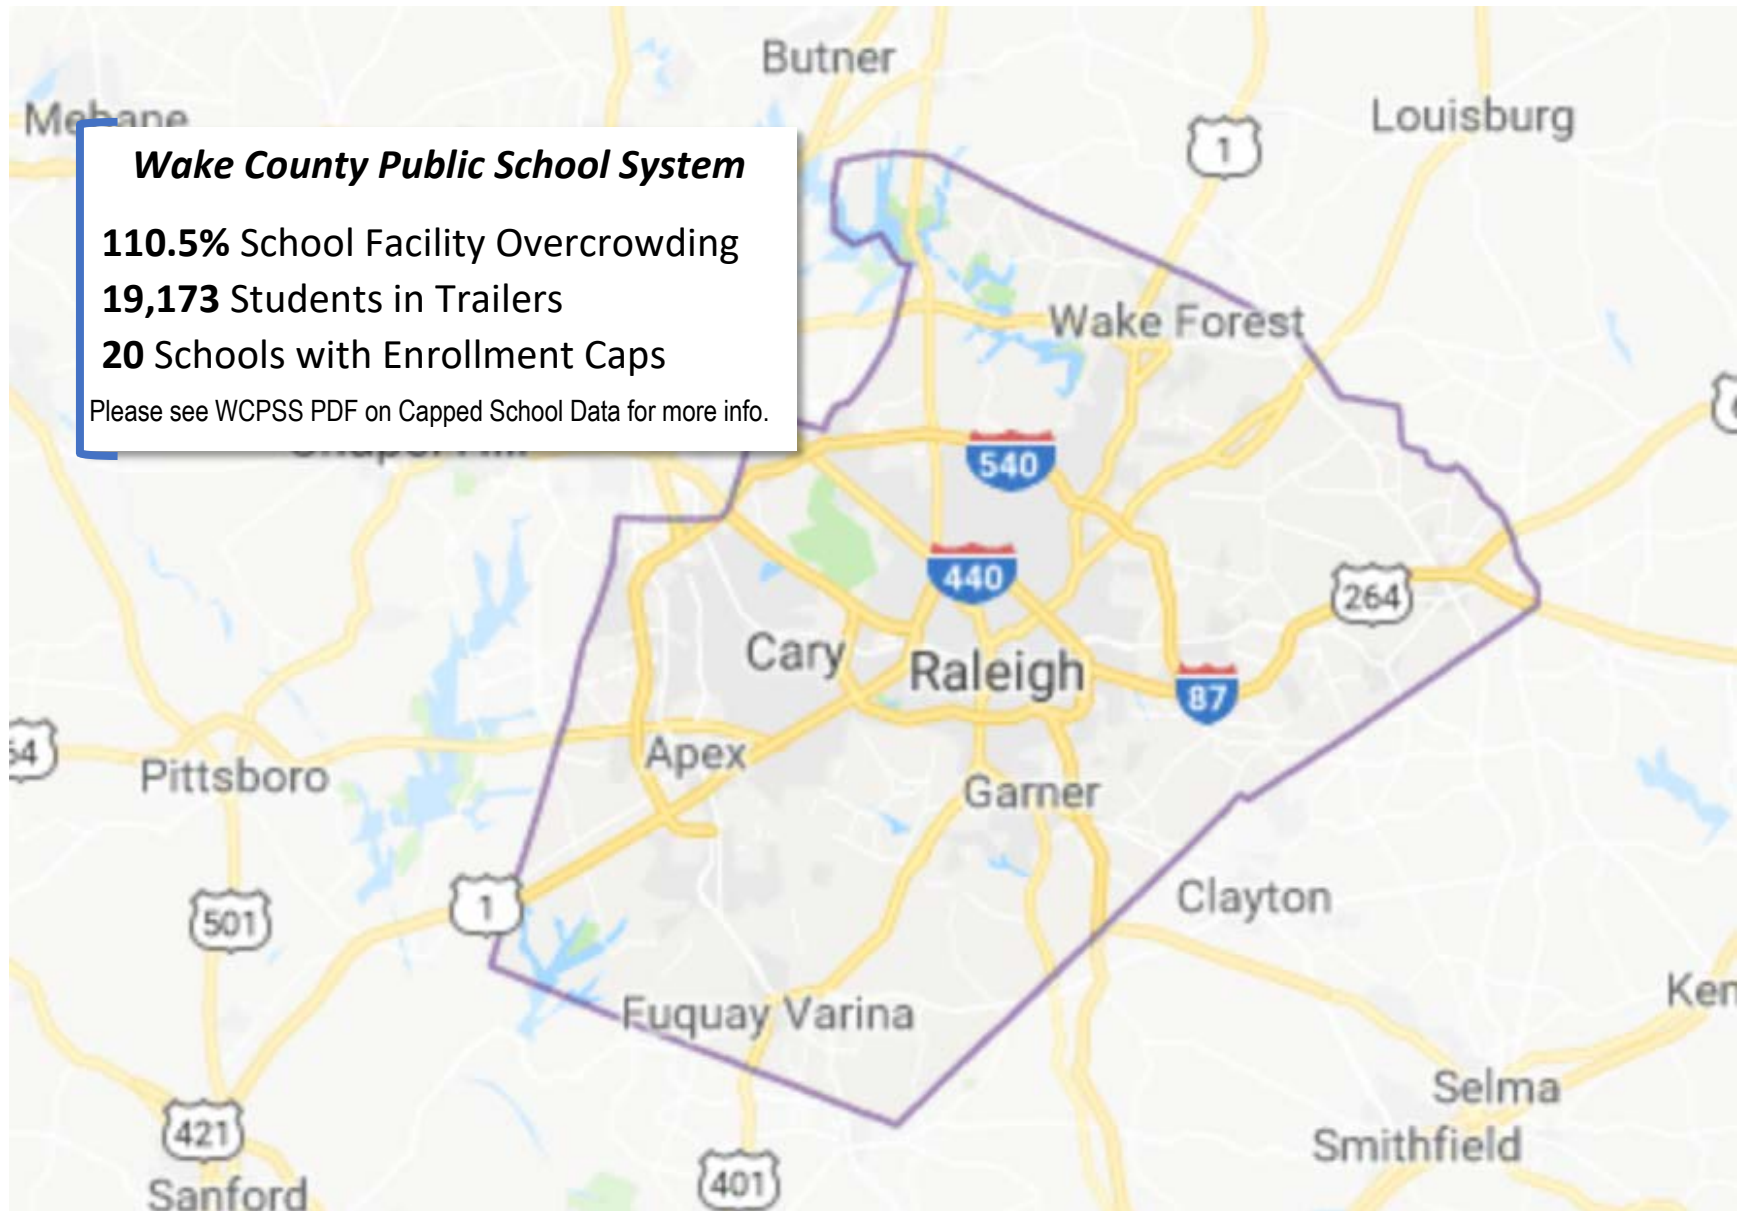 Butner
Louisburg
Mebane
1
Wake County Public School System
110.5% School Facility Overcrowding
19,173 Students in Trailers
20 Schools with Enrollment Caps
Please see WCPSS PDF on Capped School Data for more info.
Wake Forest
540
440
264
Cary
Raleigh
87
Apex
Pittsboro
Garner
1
501
Clayton
Fuquay Varina
Selma
421
Smithfield
401
Sanford